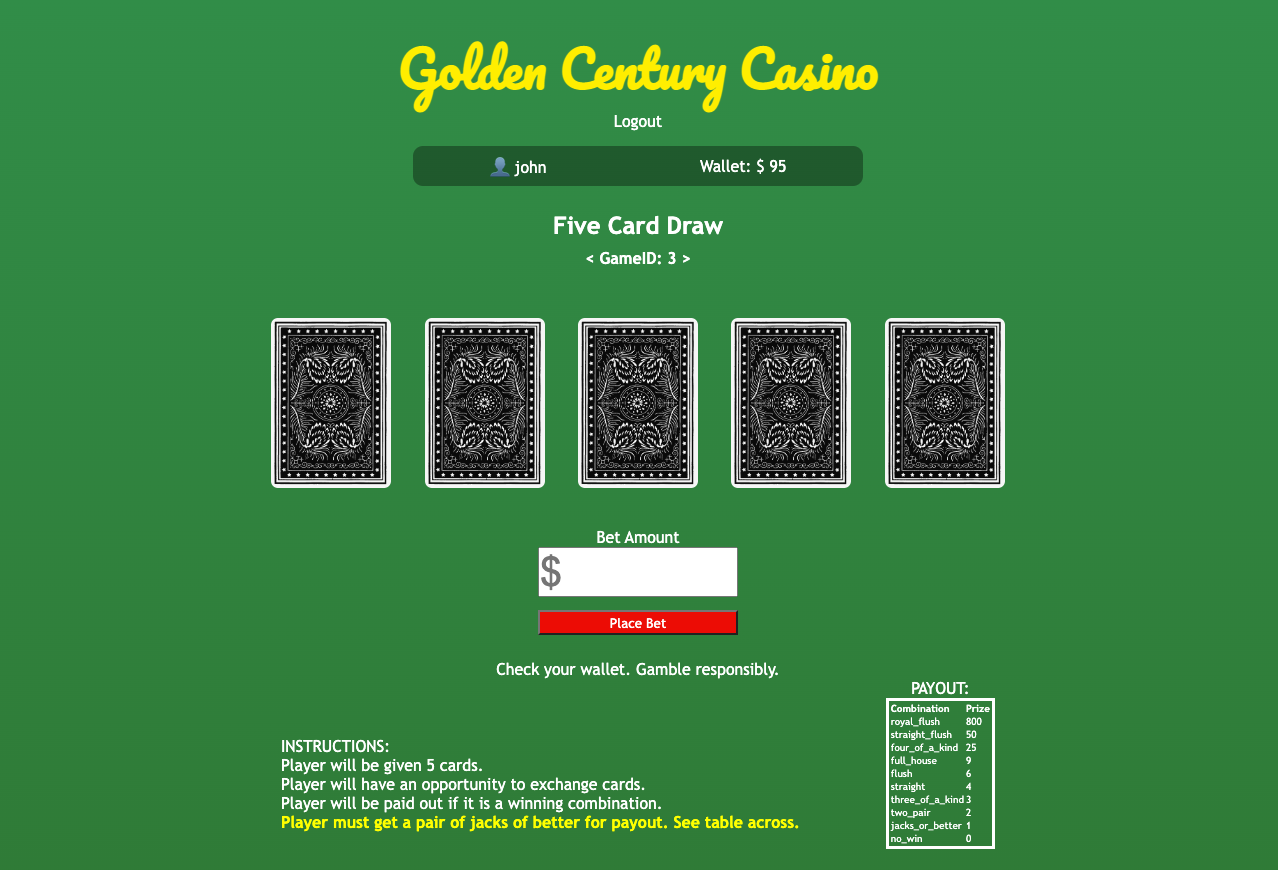 Golden Century Casino
Logout
john
Wallet: $ 95
Five Card Draw
< GameID: 3 >
Bet Amount
$
Place Bet
Check your wallet. Gamble responsibly.
INSTRUCTIONS:
Player will be given 5 cards.
Player will have an opportunity to exchange cards.
Player will be paid out if it is a winning combination.
Player must get a pair of jacks of better for payout. See table across.
PAYOUT:
Combination Prize
royal_flush 800
straight_flush 50
four_of_a_kind 25
full_house 9
flush 6
straight 4
three_of_a_kind 3
two_pair 2
jacks_or_better 1
no_win 0